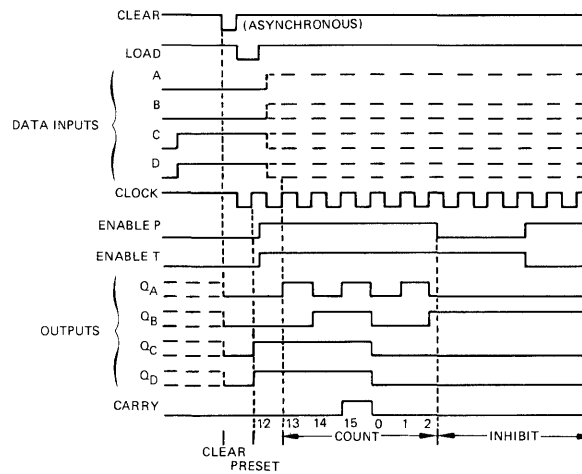 CLEAR (ASYNCHRONOUS)
LOAD
A
B
DATA INPUTS
C
D
CLOCK
ENABLE P
ENABLE T
QA
QB
OUTPUTS
QC
QD
CARRY
12 13 14 15 0 1 2
COUNT INHIBIT
CLEAR
PRESET